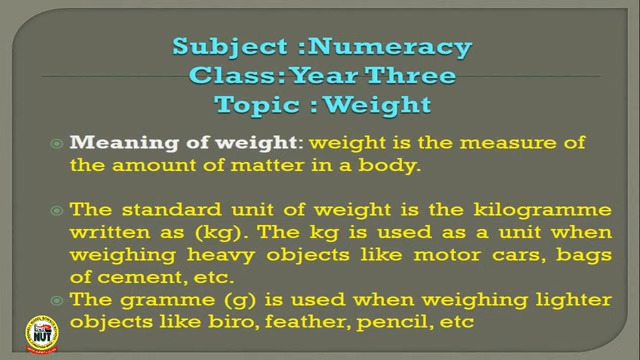 Subject :Numeracy
Class:Year Three
Topic :Weight
Meaning of weight: weight is the measure of
the amount of matter in a body.
The standard unit of weight is the kilogramme
written as (kg). The kg is used as a unit when
weighing heavy objects like motor cars, bags
of cement, etc.
The gramme (g) is used when weighing lighter
objects like biro, feather, pencil, etc
NUT